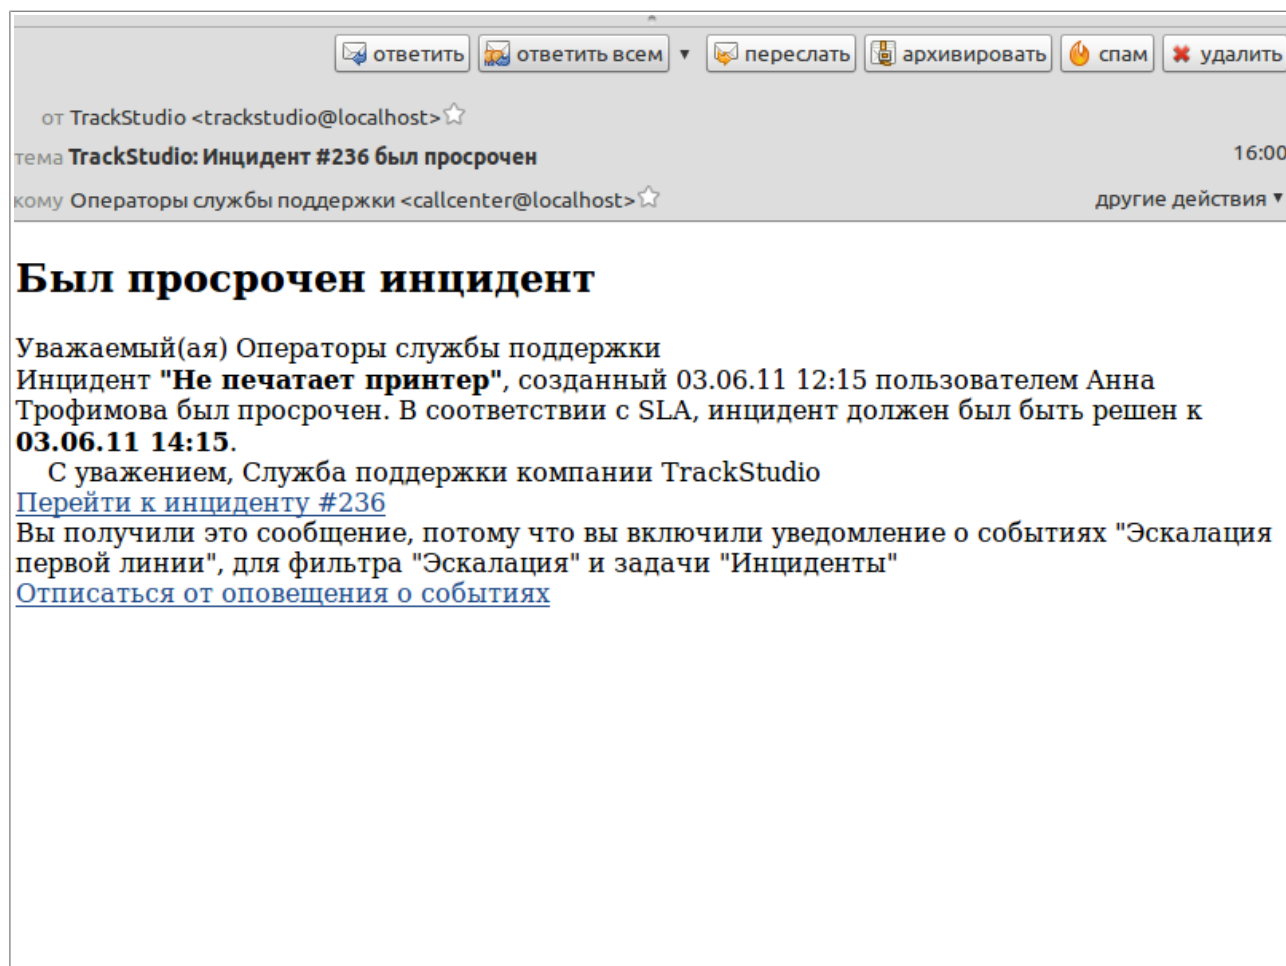 ответить ответить всем ▼ переслать архивировать спам удалить
от TrackStudio <trackstudio@localhost>
тема TrackStudio: Инцидент #236 был просрочен 16:00
кому Операторы службы поддержки <callcenter@localhost> другие действия ▼
Был просрочен инцидент
Уважаемый(ая) Операторы службы поддержки
Инцидент "Не печатает принтер", созданный 03.06.11 12:15 пользователем Анна
Трофимова был просрочен. В соответствии с SLA, инцидент должен был быть решен к
03.06.11 14:15.
С уважением, Служба поддержки компании TrackStudio
Перейти к инциденту #236
Вы получили это сообщение, потому что вы включили уведомление о событиях "Эскалация
первой линии", для фильтра "Эскалация" и задачи "Инциденты"
Отписаться от оповещения о событиях